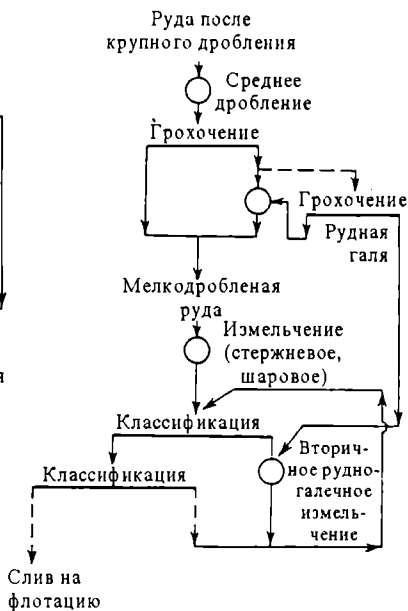 Руда после
крупного дробления
Среднее
дробление
Грохочение
Грохочение
Рудная
галя
Мелкодробленая
руда
Измельчение
(стержневое,
шаровое)
Классификация
Вторич-
ное рудно-
галечное
измель-
чение
Классификация
Слив на
флотацию
я